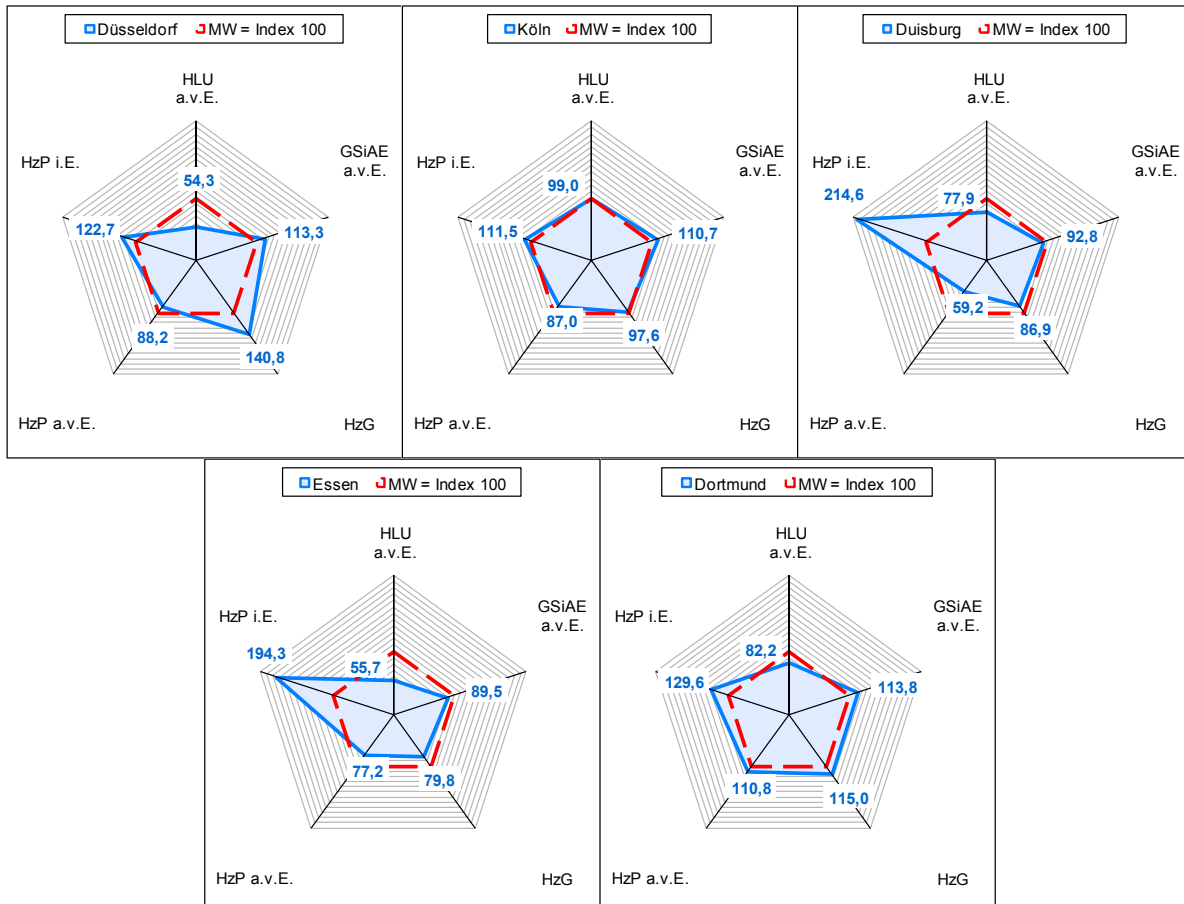 Düsseldorf MW = Index 100
HLU
a.v.E.
GSiAE
a.v.E.
HzP i.E.
54,3
122,7
113,3
88,2
140,8
HzP a.v.E.
HzG
Köln MW = Index 100
HLU
a.v.E.
GSiAE
a.v.E.
99,0
111,5
110,7
87,0
97,6
Duisburg MW = Index 100
HLU
a.v.E.
GSiAE
a.v.E.
HzP i.E.
214,6
77,9
92,8
59,2
86,9
HzP a.v.E.
HzG
Essen MW = Index 100
HLU
a.v.E.
GSiAE
a.v.E.
HzP i.E.
194,3
55,7
89,5
77,2
79,8
HzP a.v.E.
HzG
Dortmund MW = Index 100
HLU
a.v.E.
GSiAE
a.v.E.
HzP i.E.
82,2
129,6
113,8
110,8
115,0
HzP a.v.E.
HzG